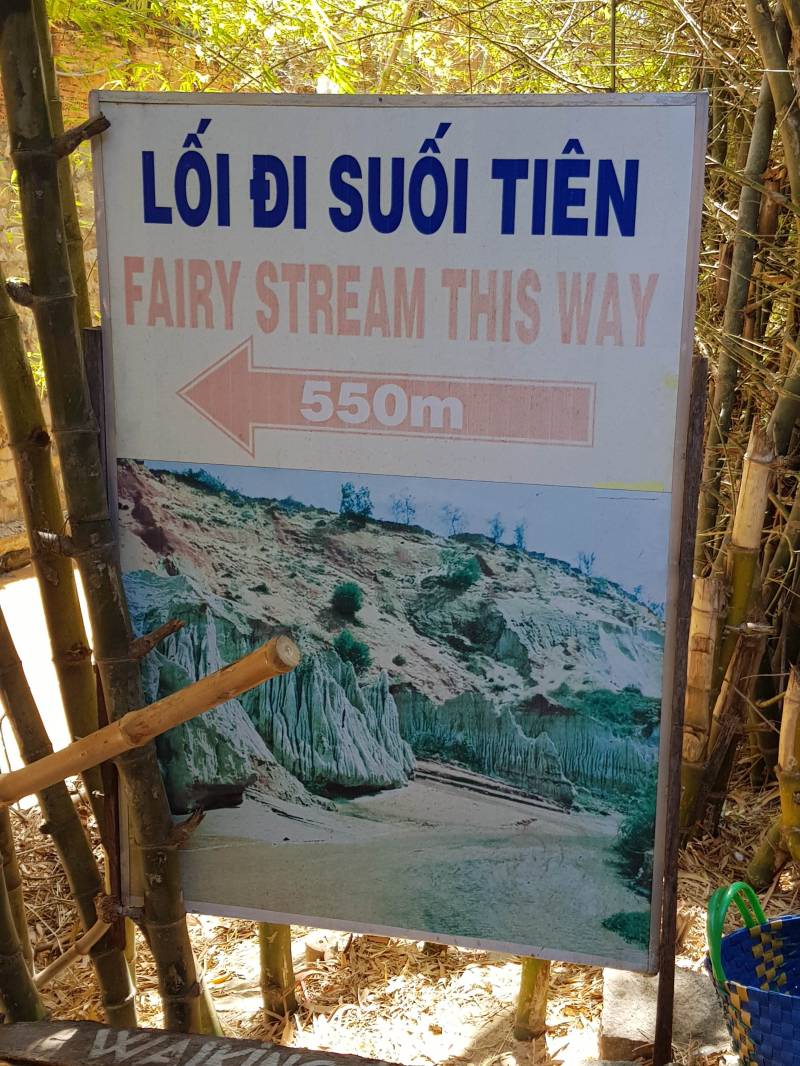 LỐI ĐI SUỐI TIÊN
FAIRY STREAM THIS WAY
550m